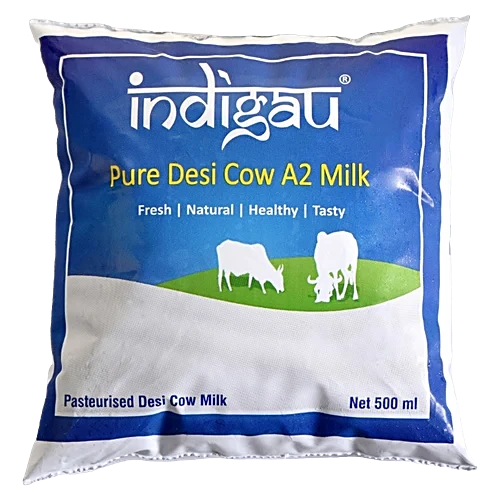 indigau®
Pure Desi Cow A2 Milk
Fresh | Natural | Healthy | Tasty
Pasteurised Desi Cow Milk
Net 500 ml